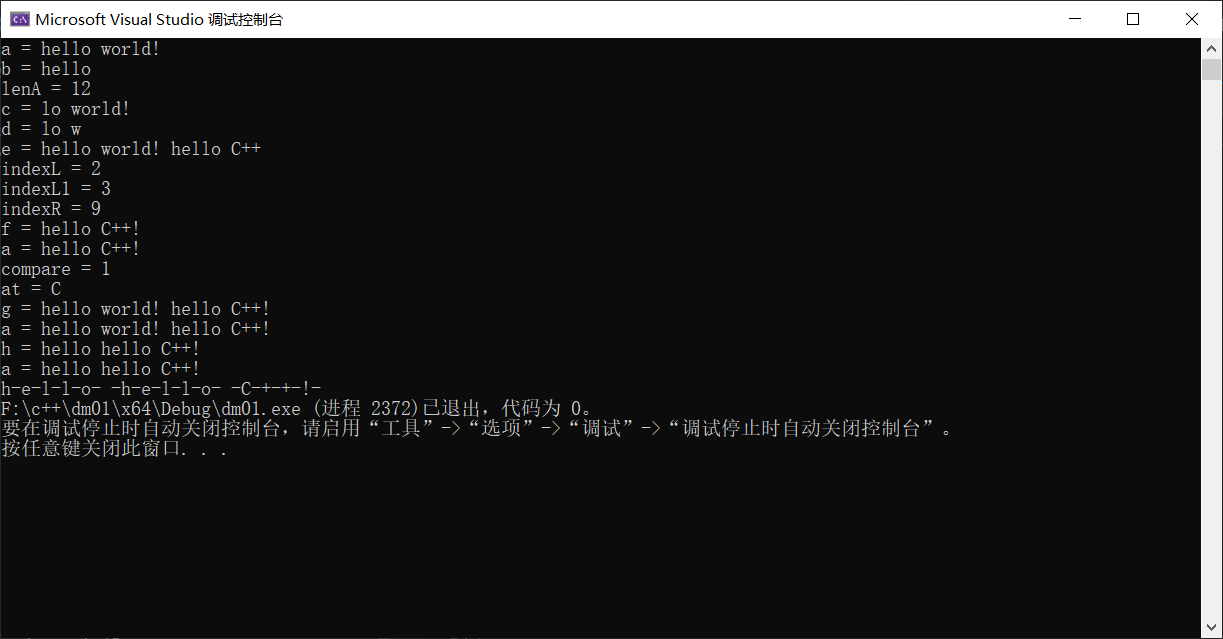 Microsoft Visual Studio 调试控制台
a = hello world!
b = hello
lenA = 12
c = lo world!
d = lo w
e = hello world! hello C++
indexL = 2
indexL1 = 3
indexR = 9
f = hello C++!
a = hello C++!
compare = 1
at = C
g = hello world! hello C++!
a = hello world! hello C++!
h = hello hello C++!
a = hello hello C++!
h-e-l-l-o- -h-e-l-l-o- -C-+-+-!-
F:\c++\dm01\x64\Debug\dm01.exe (进程 2372)已退出，代码为 0。
要在调试停止时自动关闭控制台，请启用“工具”->“选项”->“调试”->“调试停止时自动关闭控制台”。
按任意键关闭此窗口. . .